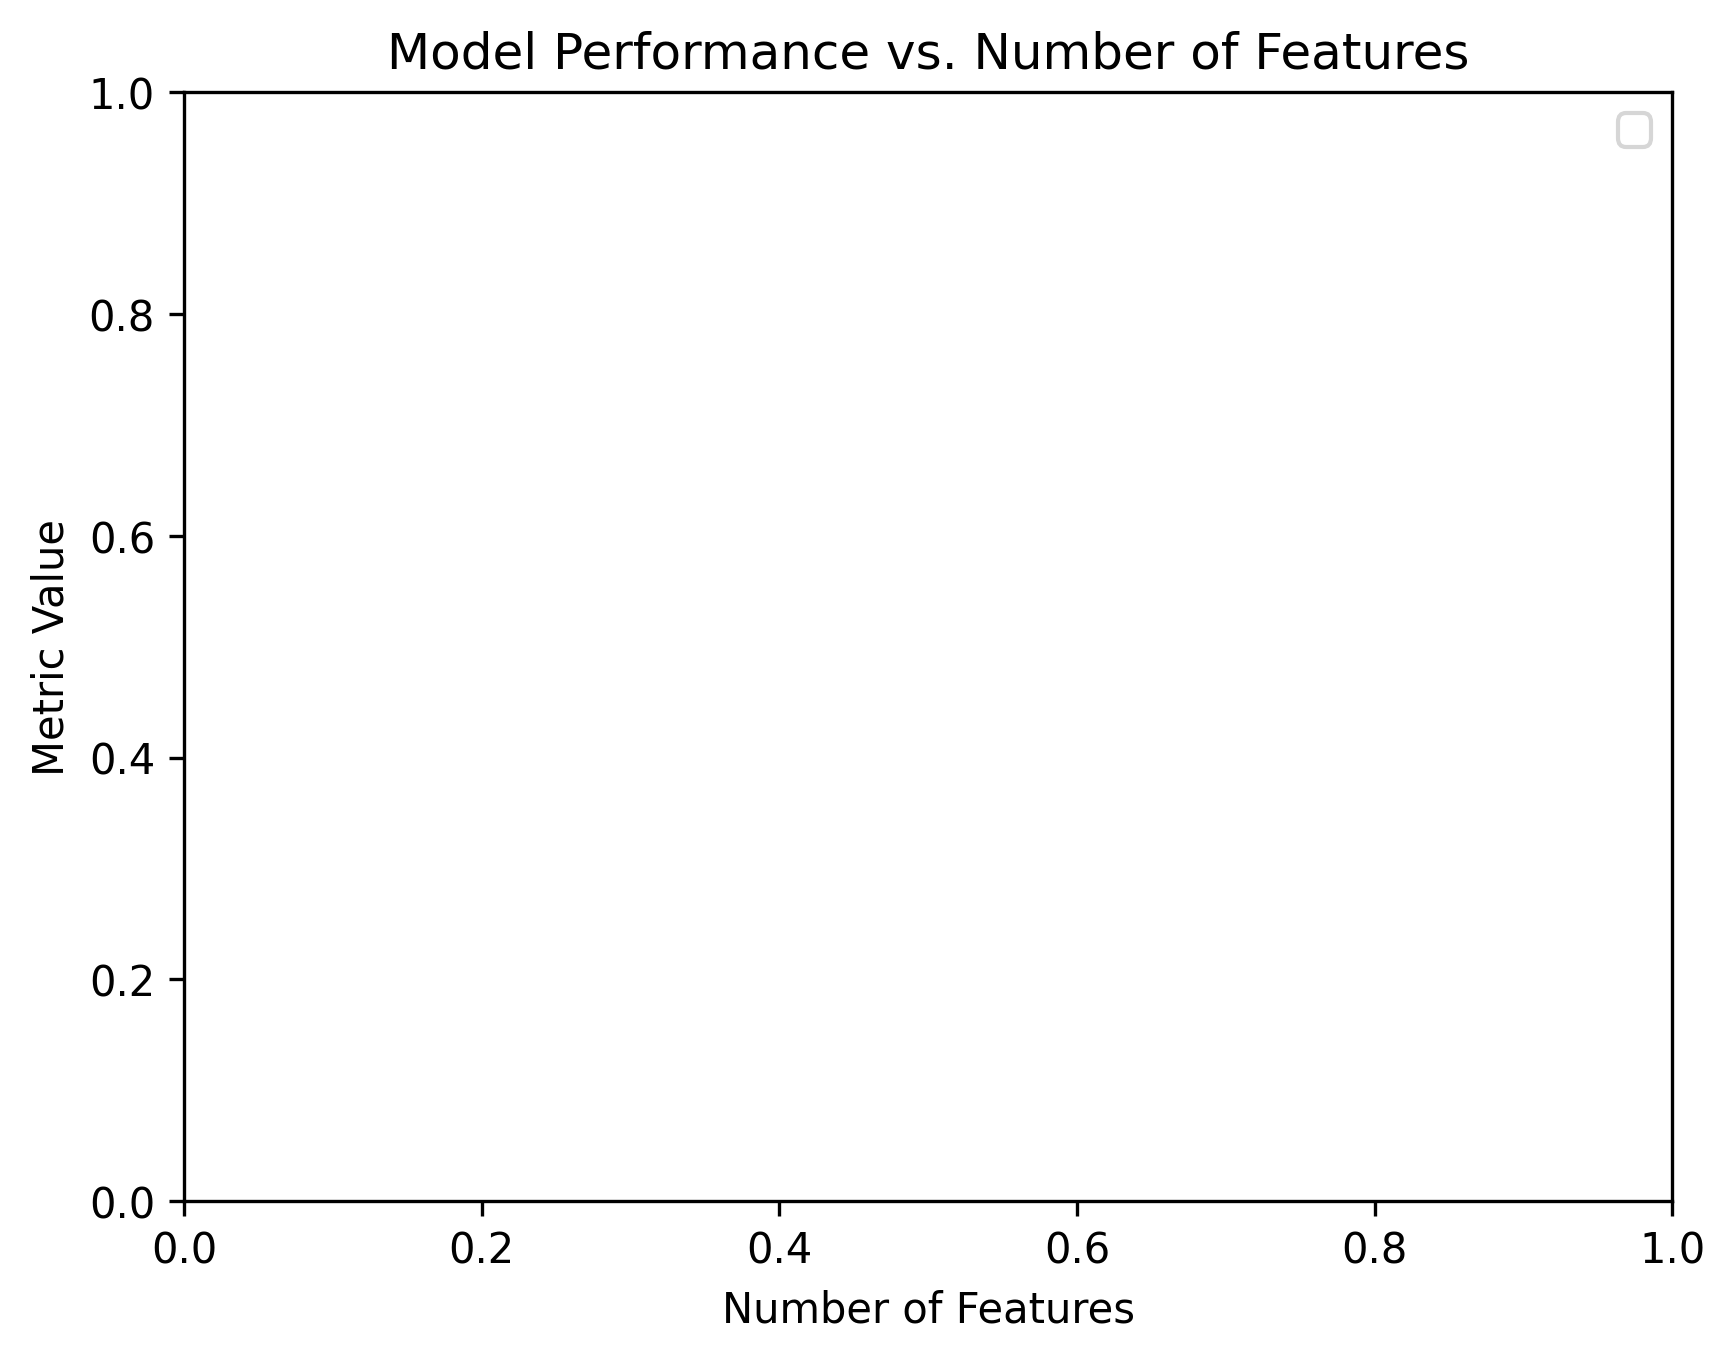 Model Performance vs. Number of Features
1.0
0.8
0.6
0.4
0.2
0.0
Metric Value
0.0 0.2 0.4 0.6 0.8 1.0
Number of Features